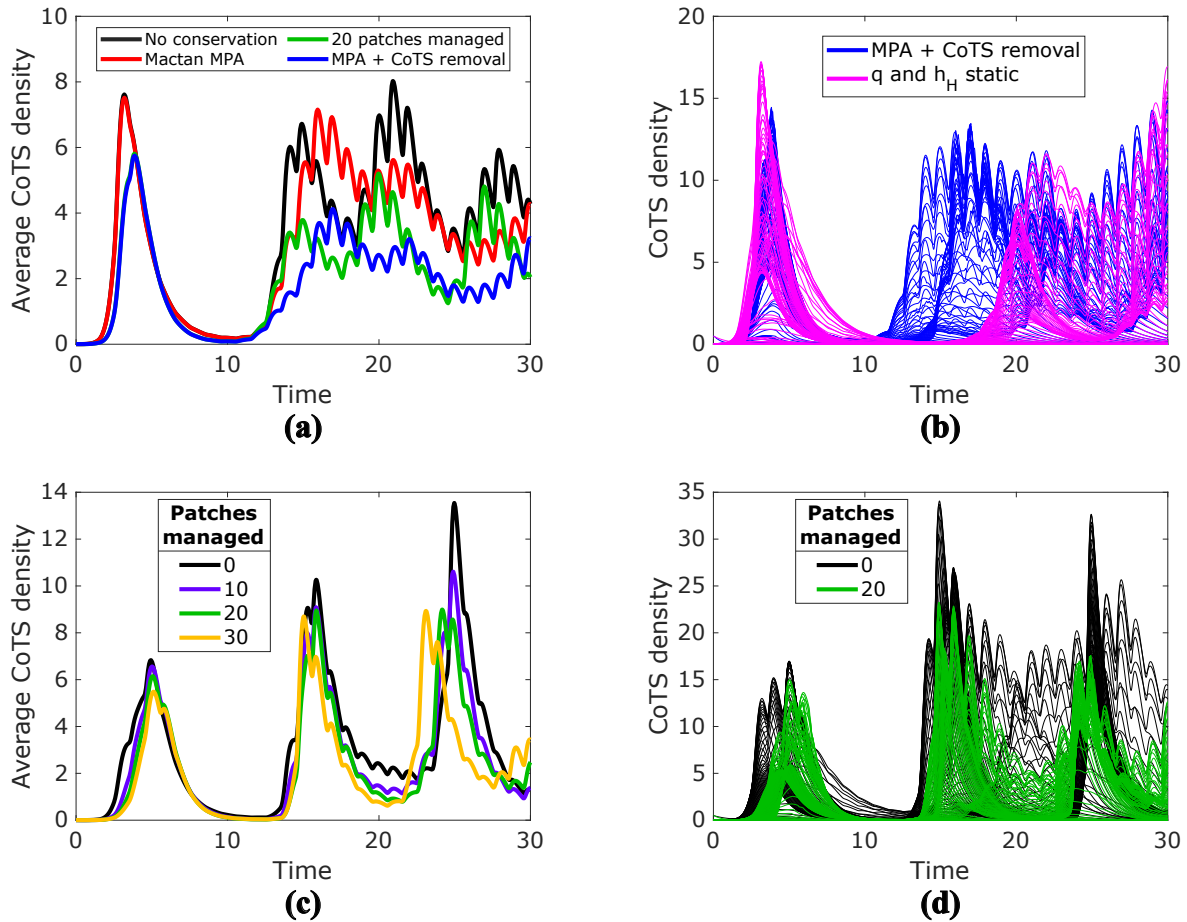 10
8
6
4
2
0
Average CoTS density
No conservation
Mactan MPA
20 patches managed
MPA + CoTS removal
0
10
20
30
Time
(a)
20
15
10
5
0
CoTS density
MPA + CoTS removal
q and h_H static
0
10
20
30
Time
(b)
14
12
10
8
6
4
2
0
Average CoTS density
Patches
managed
0
10
20
30
0
10
20
30
Time
(c)
35
30
25
20
15
10
5
0
CoTS density
Patches
managed
0
20
0
10
20
30
Time
(d)